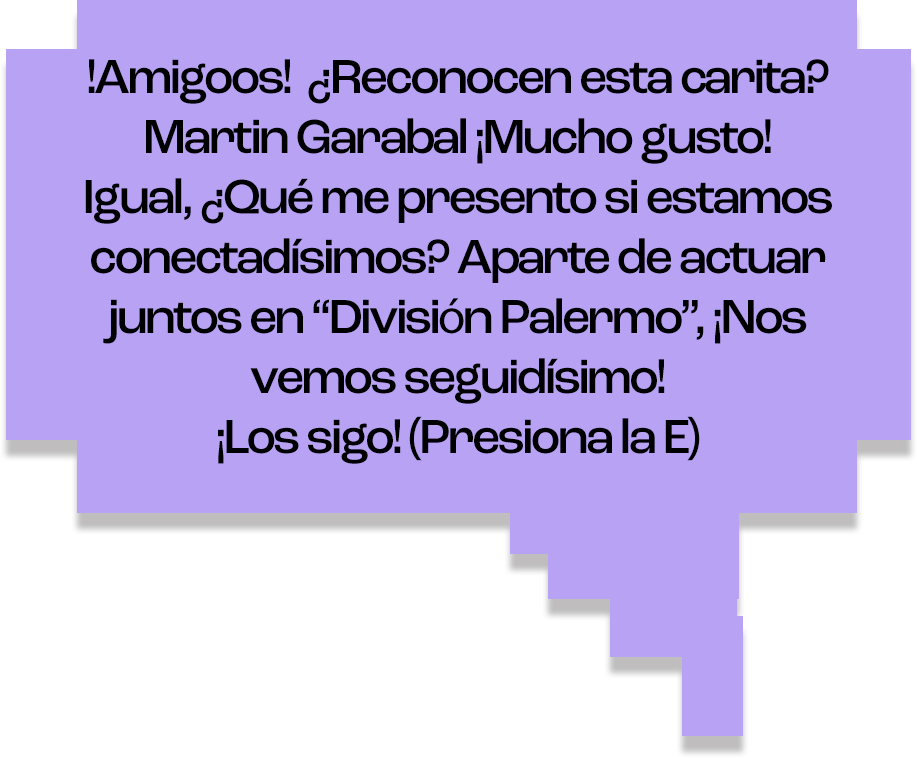 !Amigoos! ¿Reconocen esta carita?
Martin Garabal ¡Mucho gusto!
Igual, ¿Qué me presento si estamos
conectadísimos? Aparte de actuar
juntos en “División Palermo”, ¡Nos
vemos seguidísimo!
¡Los sigo! (Presiona la E)